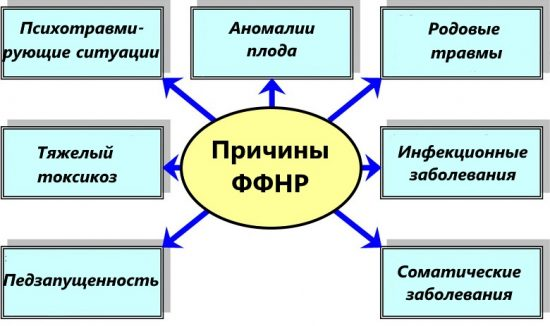 Психотравми-
рующие ситуации
Аномалии
плода
Родовые
травмы
Тяжелый
токсикоз
Причины
ФФНР
Инфекционные
заболевания
Педзапущенность
Соматические
заболевания